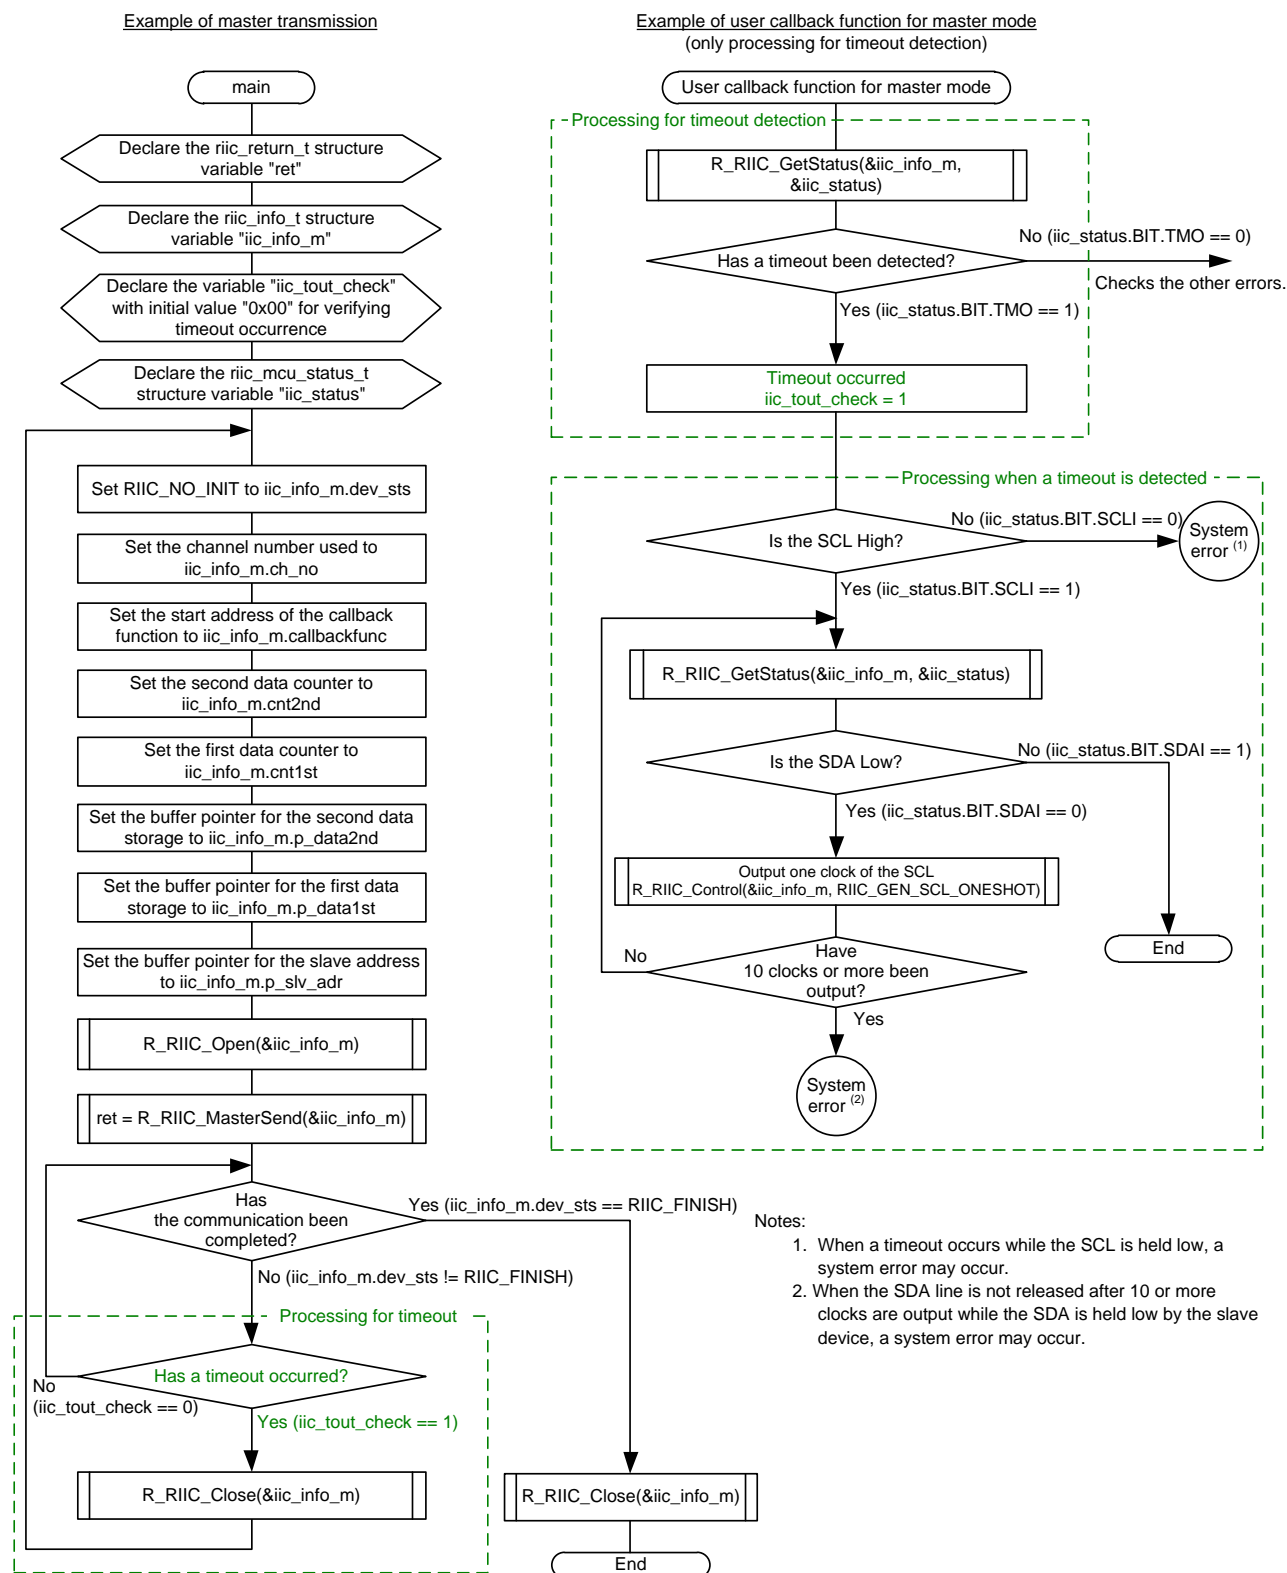 Example of master transmission
main
Declare the riic_return_t structure
variable "ret"
Declare the riic_info_t structure
variable "iic_info_m"
Declare the variable "iic_tout_check"
with initial value "0x00" for verifying
timeout occurrence
Declare the riic_mcu_status_t
structure variable "iic_status"
Set RIIC_NO_INIT to iic_info_m.dev_sts
Set the channel number used to
iic_info_m.ch_no
Set the start address of the callback
function to iic_info_m.callbackfunc
Set the second data counter to
iic_info_m.cnt2nd
Set the first data counter to
iic_info_m.cnt1st
Set the buffer pointer for the second data
storage to iic_info_m.p_data2nd
Set the buffer pointer for the first data
storage to iic_info_m.p_data1st
Set the buffer pointer for the slave address
to iic_info_m.p_slv_adr
R_RIIC_Open(&iic_info_m)
ret = R_RIIC_MasterSend(&iic_info_m)
Has
the communication been
completed?
Yes (iic_info_m.dev_sts == RIIC_FINISH)
No (iic_info_m.dev_sts != RIIC_FINISH)
Processing for timeout
Has a timeout occurred?
No
(iic_tout_check == 0)
Yes (iic_tout_check == 1)
R_RIIC_Close(&iic_info_m)
R_RIIC_Close(&iic_info_m)
End
Example of user callback function for master mode
(only processing for timeout detection)
User callback function for master mode
Processing for timeout detection
R_RIIC_GetStatus(&iic_info_m,
&iic_status)
Has a timeout been detected?
No (iic_status.BIT.TMO == 0)
Checks the other errors.
Yes (iic_status.BIT.TMO == 1)
Timeout occurred
iic_tout_check = 1
Processing when a timeout is detected
Is the SCL High?
No (iic_status.BIT.SCLI == 0)
System
error (1)
Yes (iic_status.BIT.SCLI == 1)
R_RIIC_GetStatus(&iic_info_m, &iic_status)
Is the SDA Low?
No (iic_status.BIT.SDAI == 1)
Yes (iic_status.BIT.SDAI == 0)
Output one clock of the SCL
R_RIIC_Control(&iic_info_m, RIIC_GEN_SCL_ONESHOT)
Have
10 clocks or more been
output?
No
Yes
End
System
error (2)
Notes:
1. When a timeout occurs while the SCL is held low, a
system error may occur.
2. When the SDA line is not released after 10 or more
clocks are output while the SDA is held low by the slave
device, a system error may occur.